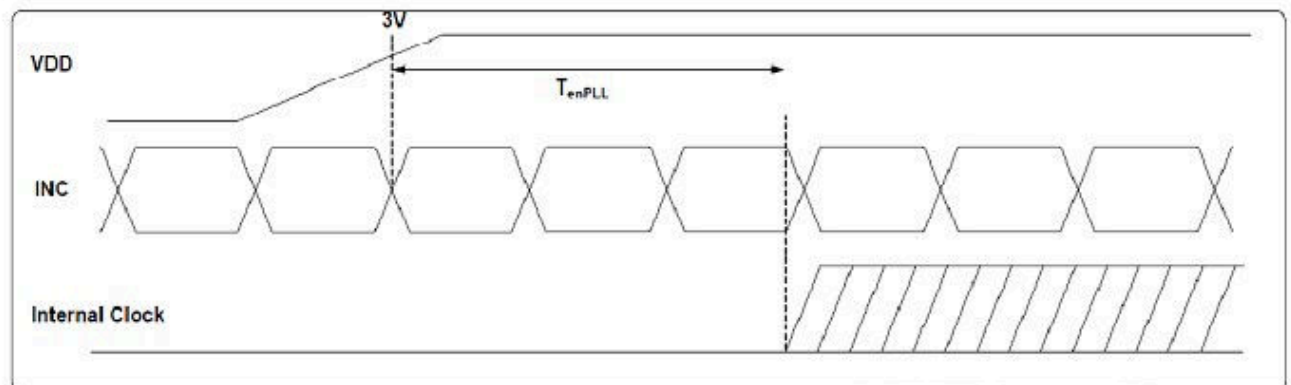 3V
VDD
TenPLL
INC
Internal Clock